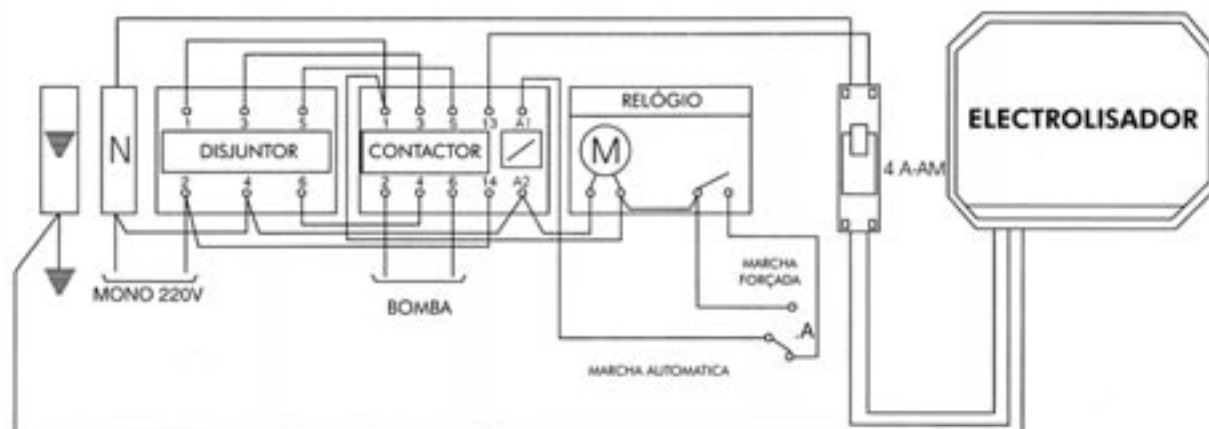 RELÓGIO
ELECTROLISADOR
1 3 5
1 3 5 13 A1
N
DISJUNTOR
CONTACTOR
M
4 A-AM
2 4 6
2 4 6 14 A2
MONO 220V
BOMBA
MARCHA
FORÇADA
.A
MARCHA AUTOMATICA